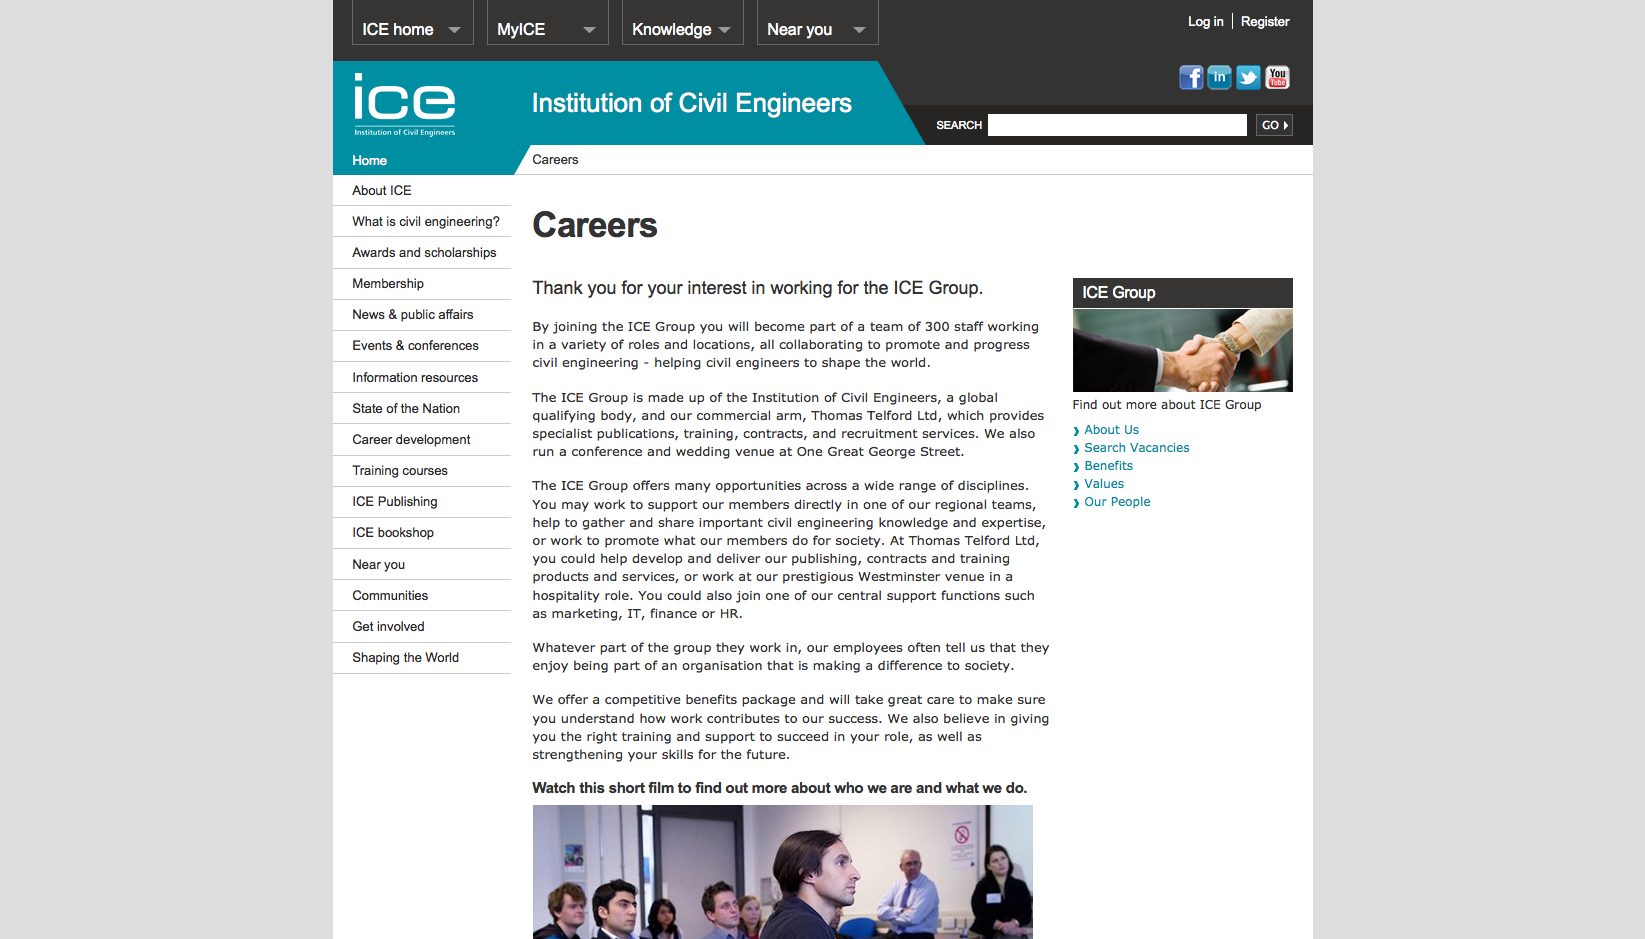 ICE home
MyICE
Knowledge
Near you
Log in
Register
ice
Institution of Civil Engineers
Institution of Civil Engineers
You
Tube
SEARCH
GO
Home
Careers
About ICE
What is civil engineering?
Awards and scholarships
Membership
News & public affairs
Events & conferences
Information resources
State of the Nation
Career development
Training courses
ICE Publishing
ICE bookshop
Near you
Communities
Get involved
Shaping the World
Careers
Thank you for your interest in working for the ICE Group.
By joining the ICE Group you will become part of a team of 300 staff working
in a variety of roles and locations, all collaborating to promote and progress
civil engineering - helping civil engineers to shape the world.
The ICE Group is made up of the Institution of Civil Engineers, a global
qualifying body, and our commercial arm, Thomas Telford Ltd, which provides
specialist publications, training, contracts, and recruitment services. We also
run a conference and wedding venue at One Great George Street.
The ICE Group offers many opportunities across a wide range of disciplines.
You may work to support our members directly in one of our regional teams,
help to gather and share important civil engineering knowledge and expertise,
or work to promote what our members do for society. At Thomas Telford Ltd,
you could help develop and deliver our publishing, contracts and training
products and services, or work at our prestigious Westminster venue in a
hospitality role. You could also join one of our central support functions such
as marketing, IT, finance or HR.
Whatever part of the group they work in, our employees often tell us that they
enjoy being part of an organisation that is making a difference to society.
We offer a competitive benefits package and will take great care to make sure
you understand how work contributes to our success. We also believe in giving
you the right training and support to succeed in your role, as well as
strengthening your skills for the future.
Watch this short film to find out more about who we are and what we do.
ICE Group
Find out more about ICE Group
About Us
Search Vacancies
Benefits
Values
Our People